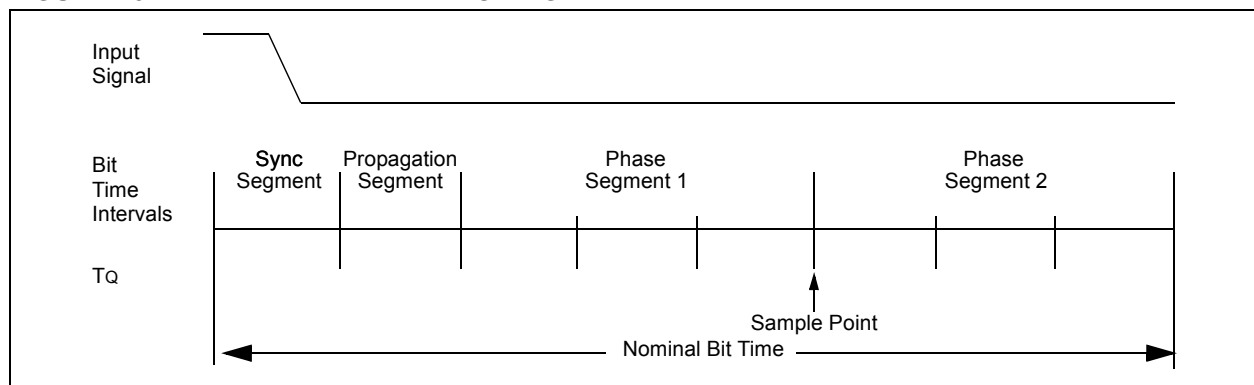 Input
Signal
Bit
Time
Intervals
Sync
Segment
Propagation
Segment
Phase
Segment 1
Phase
Segment 2
TQ
Sample Point
Nominal Bit Time